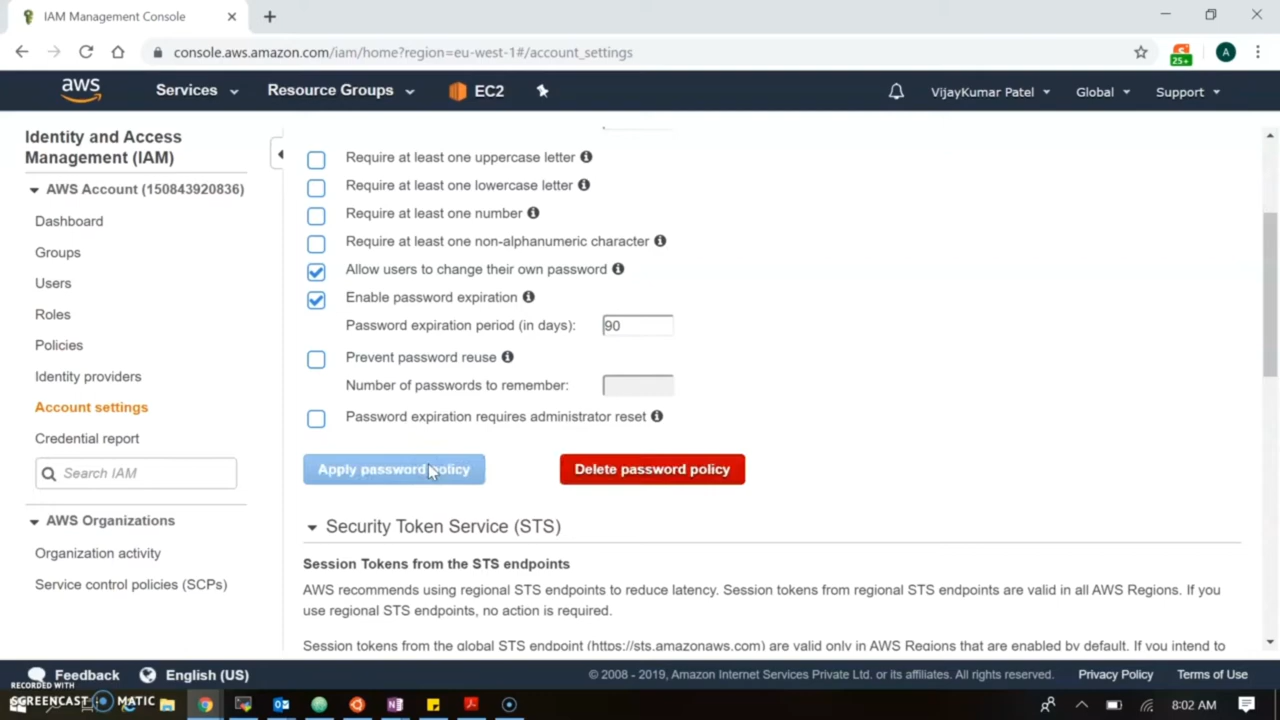 IAM Management Console
console.aws.amazon.com/iam/home?region=eu-west-1#/account_settings
25+
A
aws
Services
Resource Groups
EC2
VijayKumar Patel
Global
Support
Identity and Access
Management (IAM)
AWS Account (150843920836)
Dashboard
Groups
Users
Roles
Policies
Identity providers
Account settings
Credential report
Search IAM
AWS Organizations
Organization activity
Service control policies (SCPs)
Require at least one uppercase letter
Require at least one lowercase letter
Require at least one number
Require at least one non-alphanumeric character
Allow users to change their own password
Enable password expiration
Password expiration period (in days): 90
Prevent password reuse
Number of passwords to remember:
Password expiration requires administrator reset
Apply password policy
Delete password policy
Security Token Service (STS)
Session Tokens from the STS endpoints
AWS recommends using regional STS endpoints to reduce latency. Session tokens from regional STS endpoints are valid in all AWS Regions. If you
use regional STS endpoints, no action is required.
Session tokens from the global STS endpoint (https://sts.amazonaws.com) are valid only in AWS Regions that are enabled by default. If you intend to
Feedback
English (US)
© 2008 - 2019, Amazon Internet Services Private Ltd. or its affiliates. All rights reserved.
Privacy Policy
Terms of Use
RECORDED WITH
SCREENCAST MATIC
8:02 AM